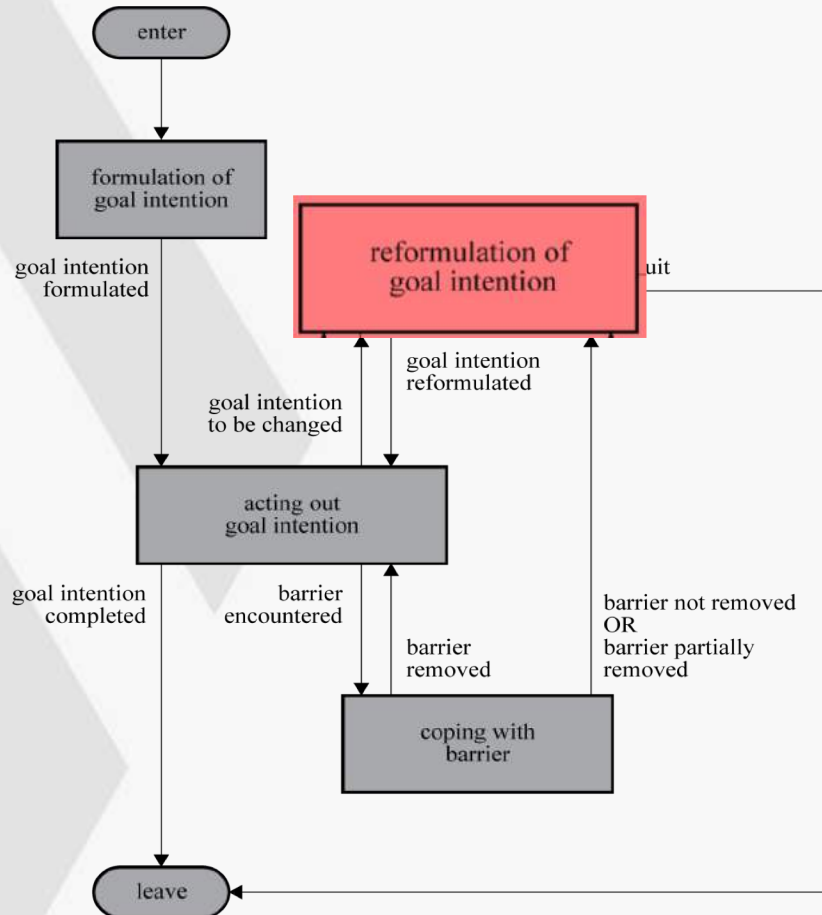 enter
formulation of
goal intention
goal intention
formulated
reformulation of
goal intention
goal intention
reformulated
goal intention
to be changed
acting out
goal intention
goal intention
completed
barrier
encountered
barrier
removed
barrier not removed
OR
barrier partially
removed
coping with
barrier
leave